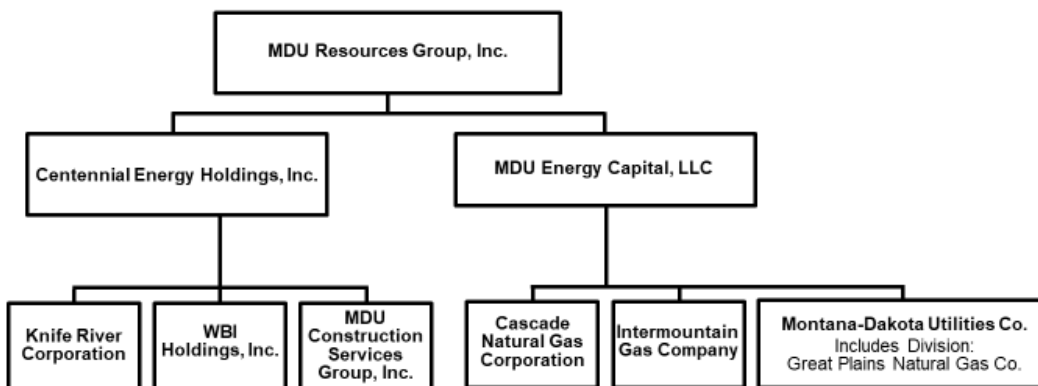 MDU Resources Group, Inc.
Centennial Energy Holdings, Inc.
MDU Energy Capital, LLC
Knife River
Corporation
WBI
Holdings, Inc.
MDU
Construction
Services
Group, Inc.
Cascade
Natural Gas
Corporation
Intermountain
Gas Company
Montana-Dakota Utilities Co.
Includes Division:
Great Plains Natural Gas Co.